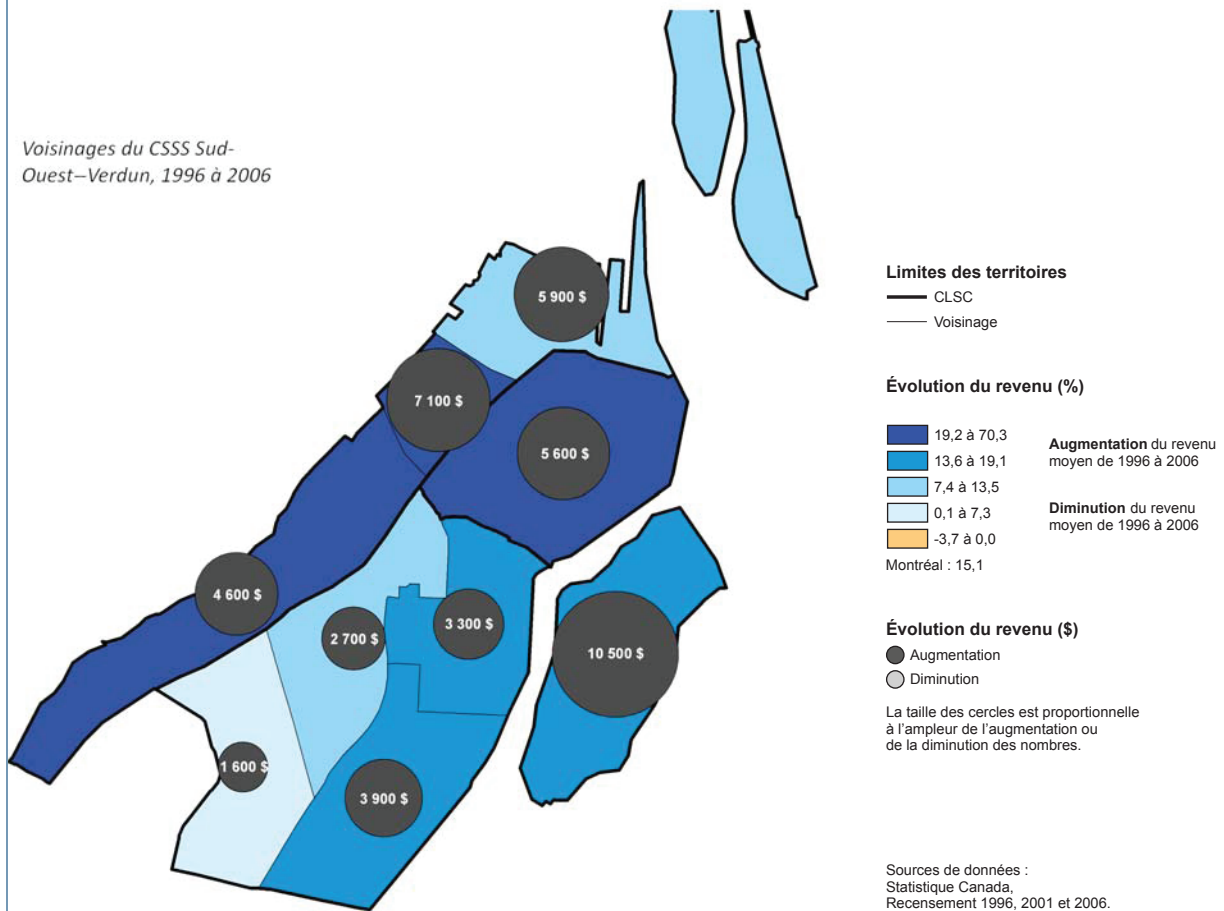 Voisinages du CSSS Sud-
Ouest–Verdun, 1996 à 2006
5 900 $
7 100 $
5 600 $
4 600 $
2 700 $
3 300 $
10 500 $
1 600 $
3 900 $
Limites des territoires
CLSC
Voisinage
Évolution du revenu (%)
19,2 à 70,3
13,6 à 19,1
7,4 à 13,5
0,1 à 7,3
-3,7 à 0,0
Augmentation du revenu
moyen de 1996 à 2006
Diminution du revenu
moyen de 1996 à 2006
Montréal : 15,1
Évolution du revenu ($)
Augmentation
Diminution
La taille des cercles est proportionnelle
à l'ampleur de l'augmentation ou
de la diminution des nombres.
Sources de données :
Statistique Canada,
Recensement 1996, 2001 et 2006.